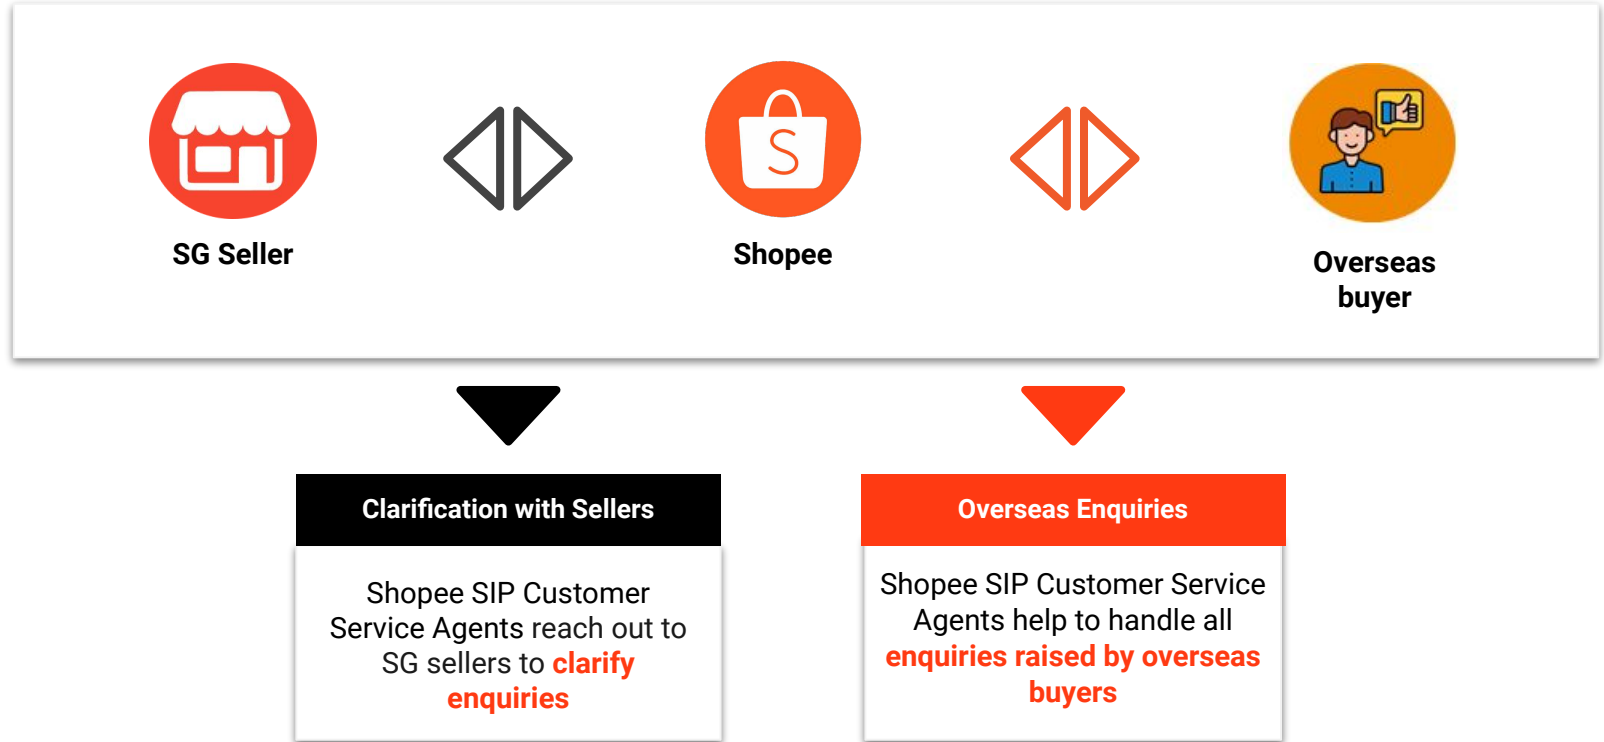 S
SG Seller
Shopee
Overseas
buyer
Clarification with Sellers
Shopee SIP Customer
Service Agents reach out to
SG sellers to clarify
enquiries
Overseas Enquiries
Shopee SIP Customer Service
Agents help to handle all
enquiries raised by overseas
buyers